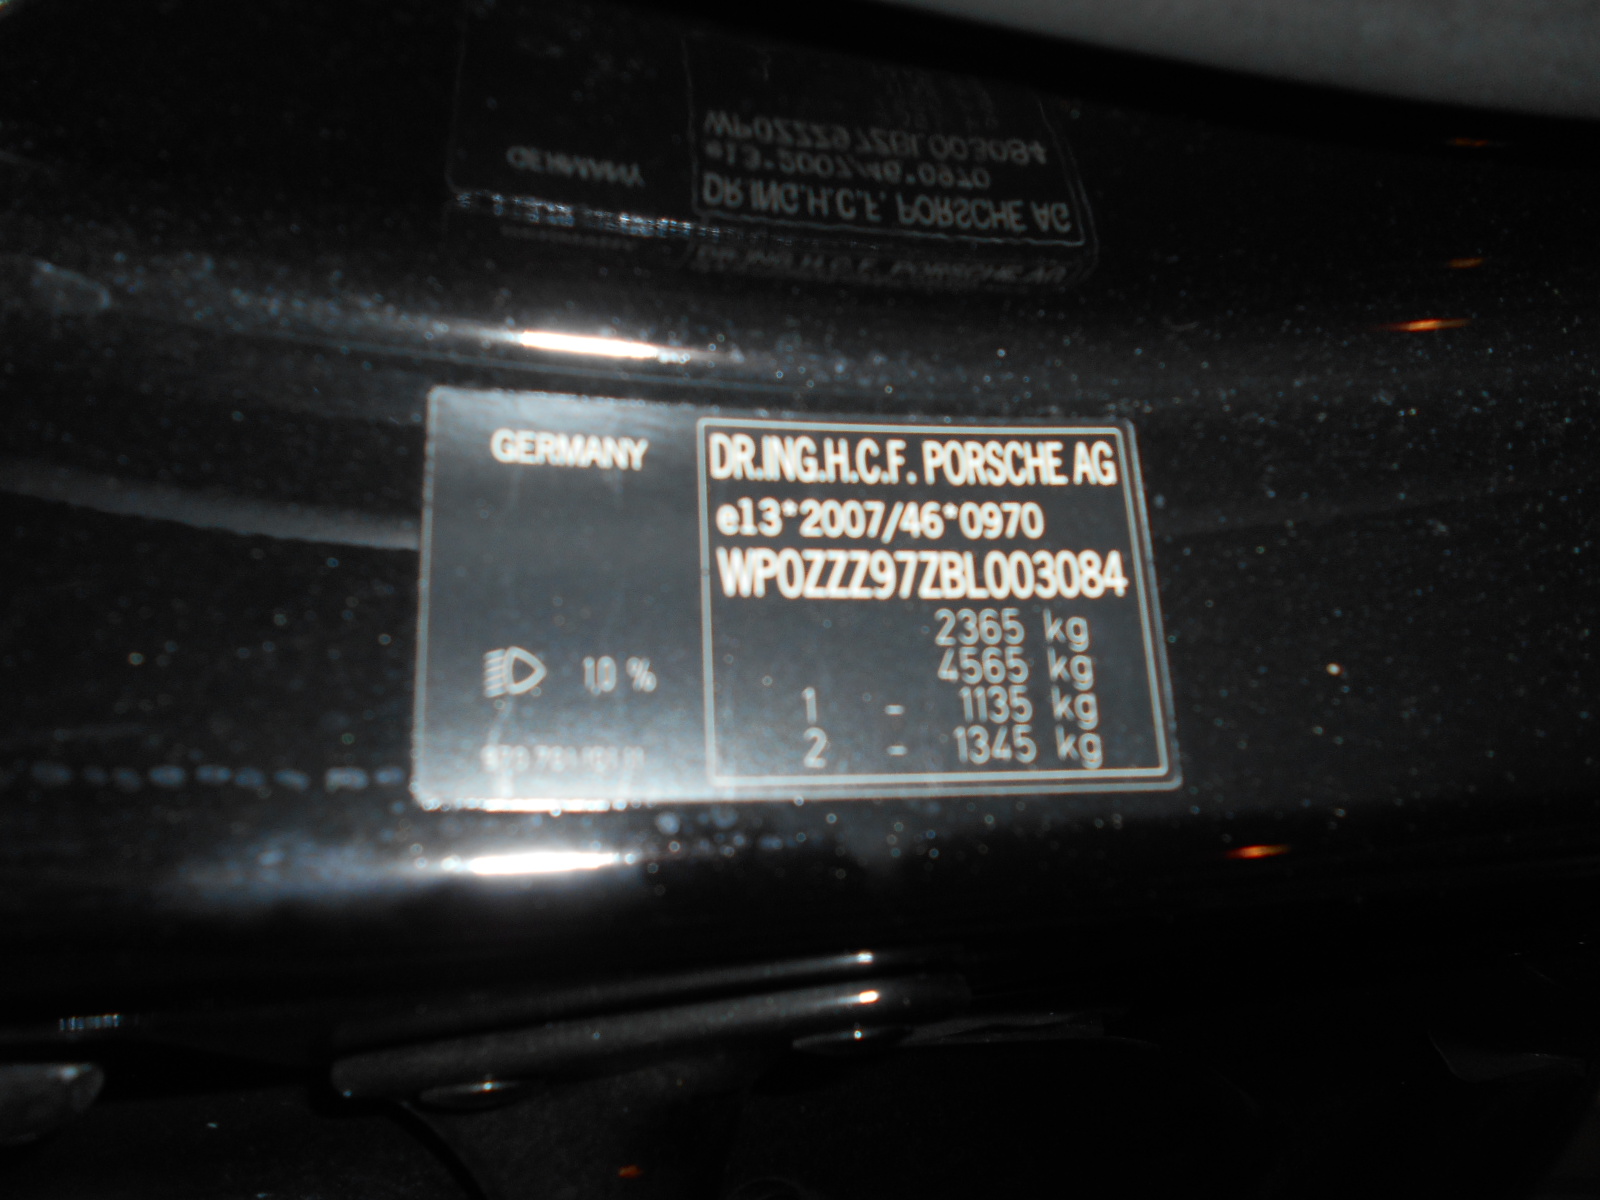 GERMANY
DR.ING.H.C.F. PORSCHE AG
e13*2007/46*0970
WP0ZZZ97ZBL003084
2365 kg
4565 kg
1 - 1135 kg
2 - 1345 kg
1,0 %